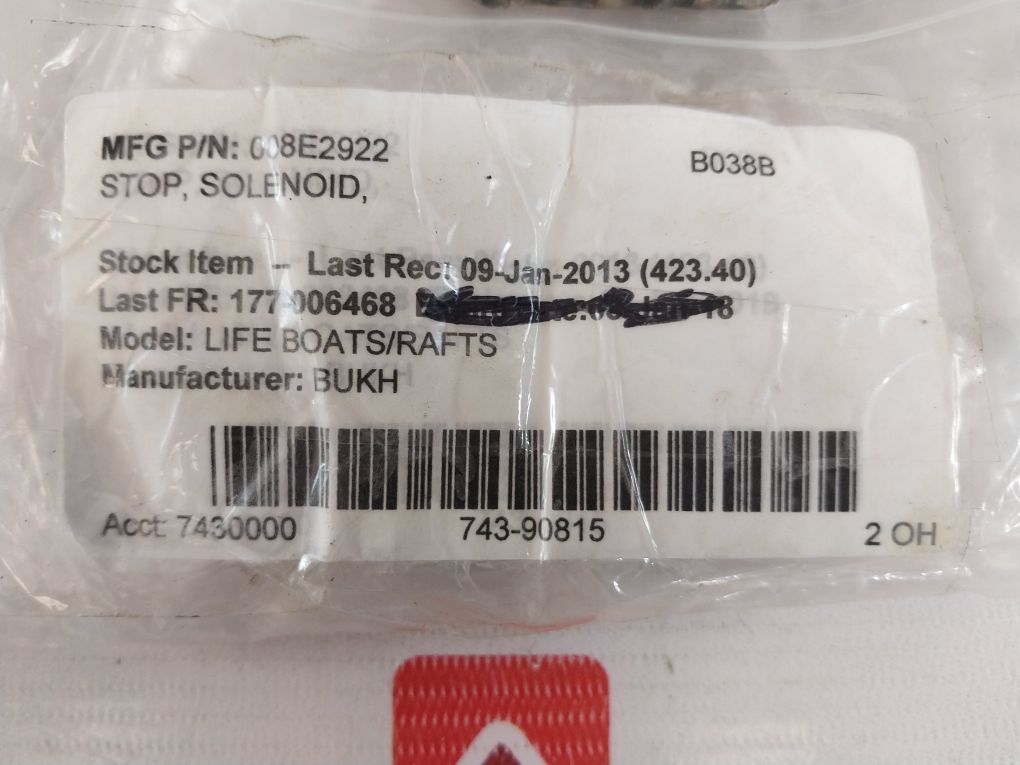 MFG P/N: 008E2922
B038B
STOP, SOLENOID,
Stock Item -- Last Rec: 09-Jan-2013 (423.40)
Last FR: 177-006468
Model: LIFE BOATS/RAFTS
Manufacturer: BUKH
Acct: 7430000 743-90815 2 OH